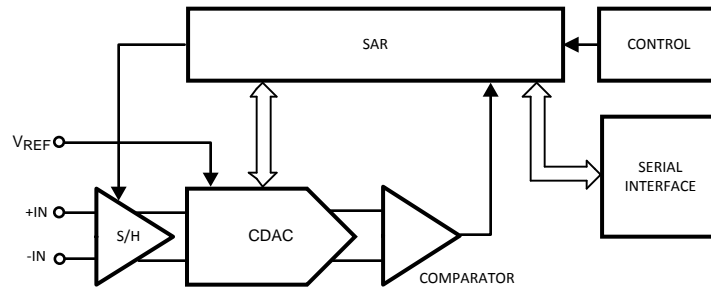 SAR
CONTROL
VREF
SERIAL
INTERFACE
+IN
S/H
CDAC
-IN
COMPARATOR